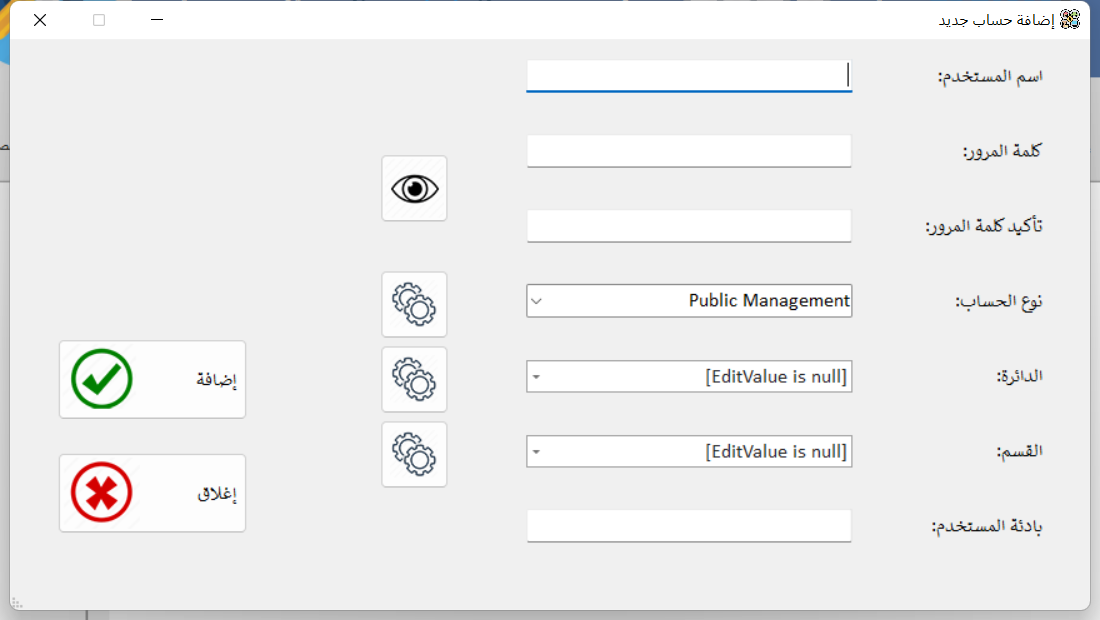 إضافة حساب جديد
اسم المستخدم:
كلمة المرور:
تأكيد كلمة المرور:
نوع الحساب:
Public Management
الدائرة:
[EditValue is null]
القسم:
[EditValue is null]
بادئة المستخدم:
إضافة
إغلاق